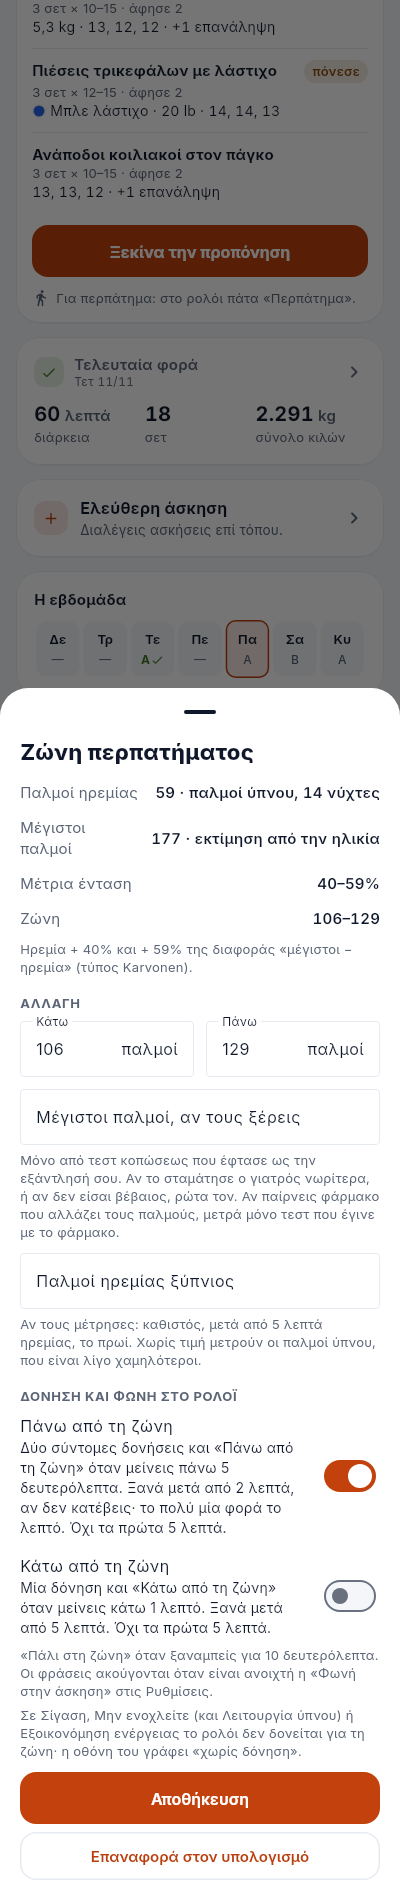 3 σετ × 10–15 · άφησε 2
5,3 kg · 13, 12, 12 · +1 επανάληψη
Πιέσεις τρικεφάλων με λάστιχο
πόνεσε
3 σετ × 12–15 · άφησε 2
Μπλε λάστιχο · 20 lb · 14, 14, 13
Ανάποδοι κοιλιακοί στον πάγκο
3 σετ × 10–15 · άφησε 2
13, 13, 12 · +1 επανάληψη
Ξεκίνα την προπόνηση
Για περπάτημα: στο ρολόι πάτα «Περπάτημα».
Τελευταία φορά
Τετ 11/11
60 λεπτά 18 2.291 kg
διάρκεια σετ σύνολο κιλών
Ελεύθερη άσκηση
Διαλέγεις ασκήσεις επί τόπου.
Η εβδομάδα
Δε Τρ Τε Πε Πα Σα Κυ
— — A — A B A
Ζώνη περπατήματος
Παλμοί ηρεμίας 59 · παλμοί ύπνου, 14 νύχτες
Μέγιστοι παλμοί 177 · εκτίμηση από την ηλικία
Μέτρια ένταση 40–59%
Ζώνη 106–129
Ηρεμία + 40% και + 59% της διαφοράς «μέγιστοι −
ηρεμία» (τύπος Karvonen).
ΑΛΛΑΓΗ
Κάτω Πάνω
106 παλμοί 129 παλμοί
Μέγιστοι παλμοί, αν τους ξέρεις
Μόνο από τεστ κοπώσεως που έφτασε ως την
εξάντλησή σου. Αν το σταμάτησε ο γιατρός νωρίτερα,
ή αν δεν είσαι βέβαιος, ρώτα τον. Αν παίρνεις φάρμακο
που αλλάζει τους παλμούς, μετρά μόνο τεστ που έγινε
με το φάρμακο.
Παλμοί ηρεμίας ξύπνιος
Αν τους μέτρησες: καθιστός, μετά από 5 λεπτά
ηρεμίας, το πρωί. Χωρίς τιμή μετρούν οι παλμοί ύπνου,
που είναι λίγο χαμηλότεροι.
ΔΟΝΗΣΗ ΚΑΙ ΦΩΝΗ ΣΤΟ ΡΟΛΟΪ
Πάνω από τη ζώνη
Δύο σύντομες δονήσεις και «Πάνω από
τη ζώνη» όταν μείνεις πάνω 5
δευτερόλεπτα. Ξανά μετά από 2 λεπτά,
αν δεν κατέβεις· το πολύ μία φορά το
λεπτό. Όχι τα πρώτα 5 λεπτά.
Κάτω από τη ζώνη
Μία δόνηση και «Κάτω από τη ζώνη»
όταν μείνεις κάτω 1 λεπτό. Ξανά μετά
από 5 λεπτά. Όχι τα πρώτα 5 λεπτά.
«Πάλι στη ζώνη» όταν ξαναμπείς για 10 δευτερόλεπτα.
Οι φράσεις ακούγονται όταν είναι ανοιχτή η «Φωνή
στην άσκηση» στις Ρυθμίσεις.
Σε Σίγαση, Μην ενοχλείτε (και Λειτουργία ύπνου) ή
Εξοικονόμηση ενέργειας το ρολόι δεν δονείται για τη
ζώνη· η οθόνη του γράφει «χωρίς δόνηση».
Αποθήκευση
Επαναφορά στον υπολογισμό